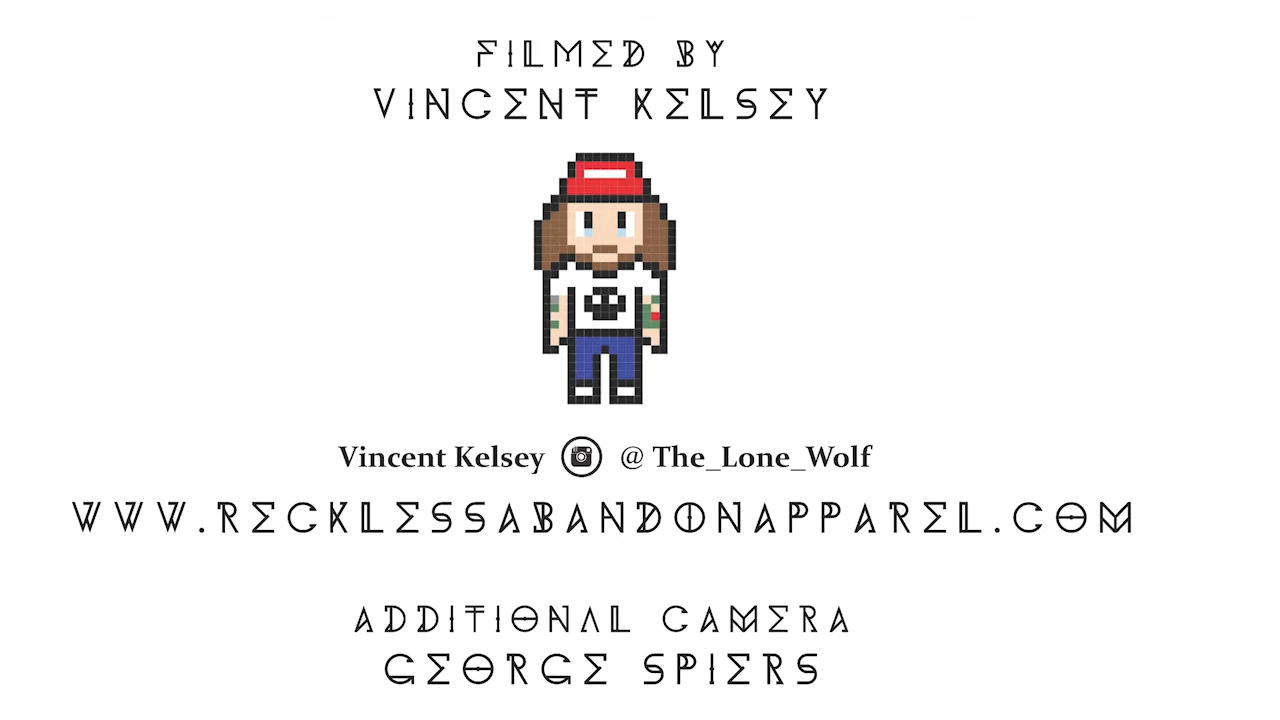 FILMED BY
VINCENT KELSEY
Vincent Kelsey @ The_Lone_Wolf
WWW.RECKLESSABANDONAPPAREL.COM
ADDITIONAL CAMERA
GEORGE SPIERS